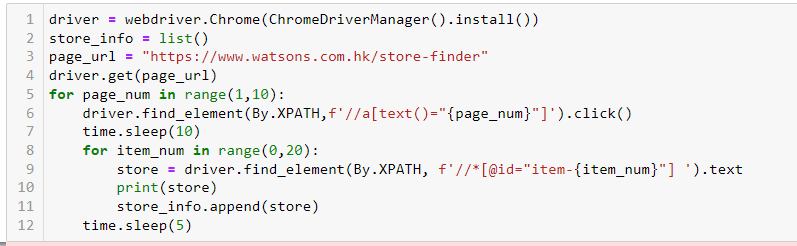 1 driver = webdriver.Chrome(ChromeDriverManager().install())
2 store_info = list()
3 page_url = "https://www.watsons.com.hk/store-finder"
4 driver.get(page_url)
5 for page_num in range(1,10):
6     driver.find_element(By.XPATH,f'//a[text()="{page_num}"]').click()
7     time.sleep(10)
8     for item_num in range(0,20):
9         store = driver.find_element(By.XPATH, f'//*[@id="item-{item_num}"] ').text
10         print(store)
11         store_info.append(store)
12     time.sleep(5)